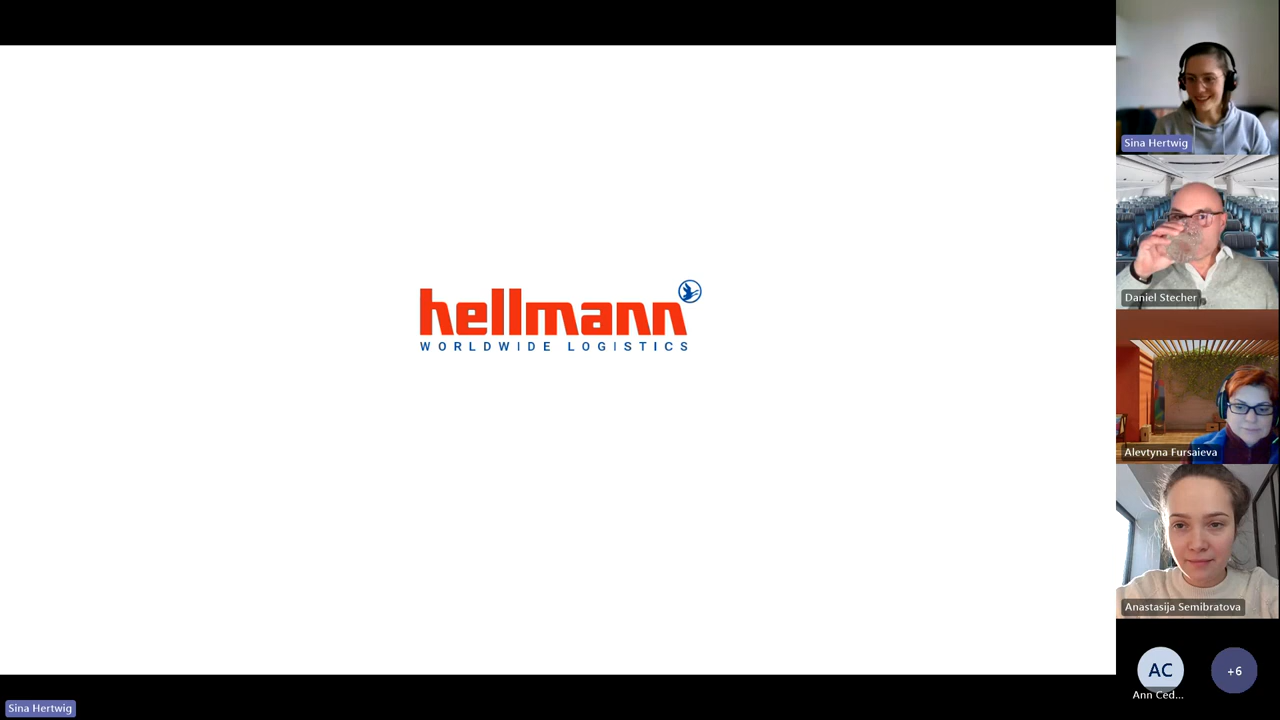 hellmann
WORLDWIDE LOGISTICS
Sina Hertwig
Daniel Stecher
Alevtyna Fursaieva
Anastasija Semibratova
AC
Ann Ced...
+6
Sina Hertwig